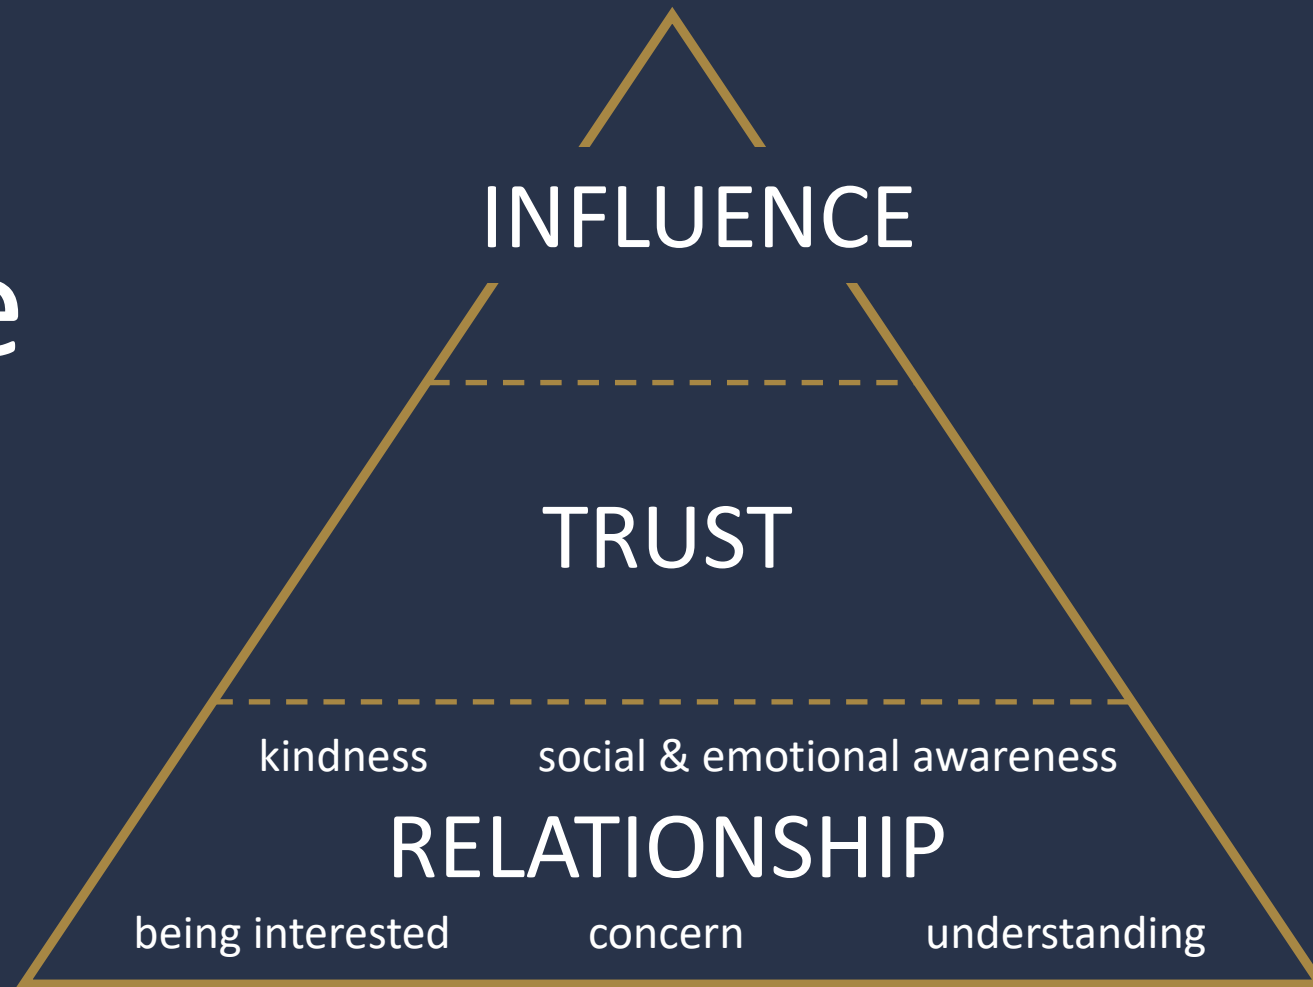 INFLUENCE
e
TRUST
kindness social & emotional awareness
RELATIONSHIP
being interested concern understanding